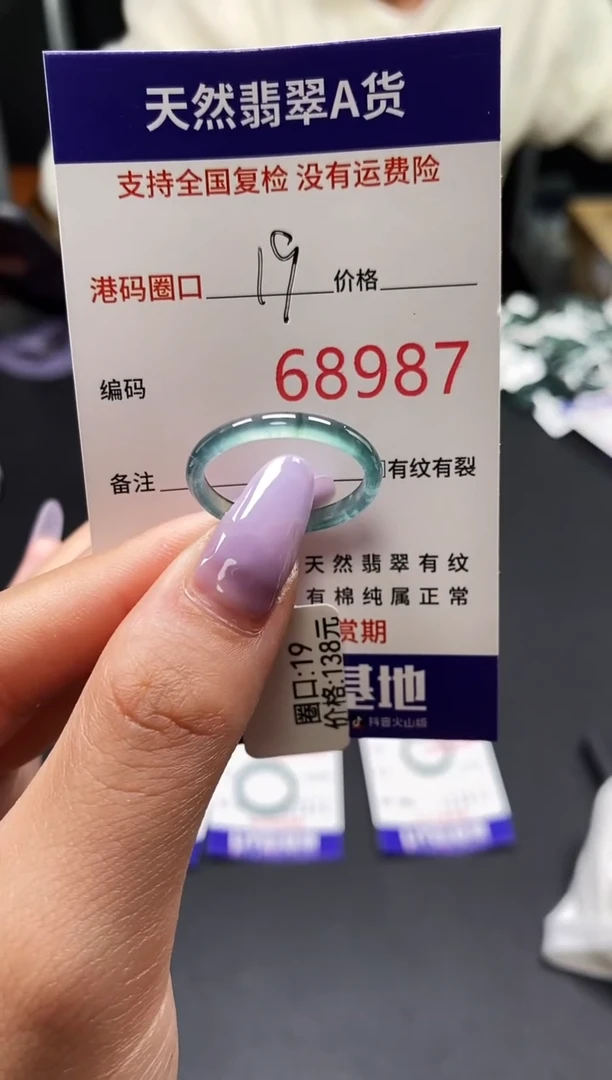 天然翡翠A货
支持全国复检 没有运费险
港码圈口 19 价格
编码 68987
备注 有纹有裂
天然翡翠有纹
有棉纯属正常
赏期
基地
抖音火山版
圈口:19
价格:138元